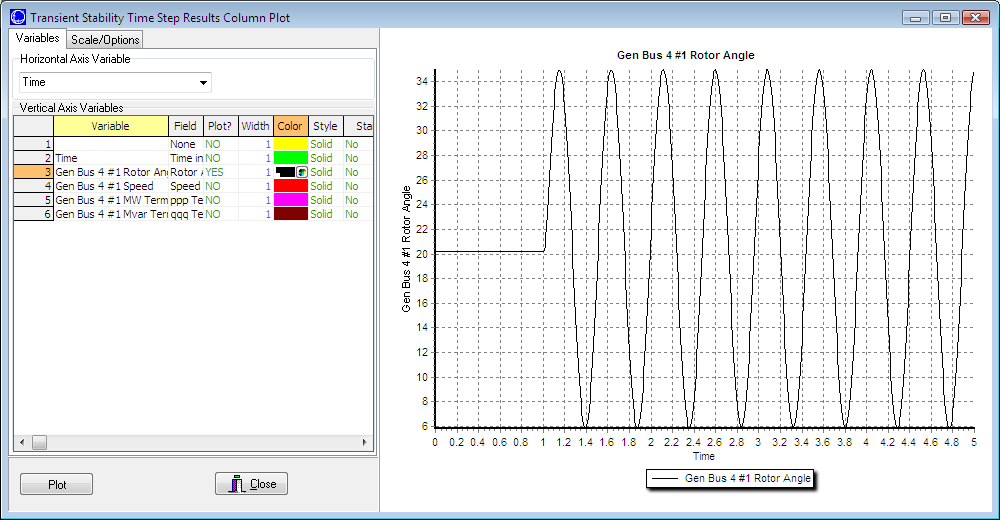 Transient Stability Time Step Results Column Plot
Variables Scale/Options
Horizontal Axis Variable
Time
Vertical Axis Variables
Variable Field Plot? Width Color Style Sta
1 None NO 1 Solid No
2 Time Time in NO 1 Solid No
3 Gen Bus 4 #1 Rotor An Rotor YES 1 Solid No
4 Gen Bus 4 #1 Speed Speed NO 1 Solid No
5 Gen Bus 4 #1 MW Term ppp Te NO 1 Solid No
6 Gen Bus 4 #1 Mvar Terr qqq Te NO 1 Solid No
Plot
Close
Gen Bus 4 #1 Rotor Angle
Gen Bus 4 #1 Rotor Angle
34
32
30
28
26
24
22
20
18
16
14
12
10
8
6
0 0.2 0.4 0.6 0.8 1 1.2 1.4 1.6 1.8 2 2.2 2.4 2.6 2.8 3 3.2 3.4 3.6 3.8 4 4.2 4.4 4.6 4.8 5
Time
Gen Bus 4 #1 Rotor Angle